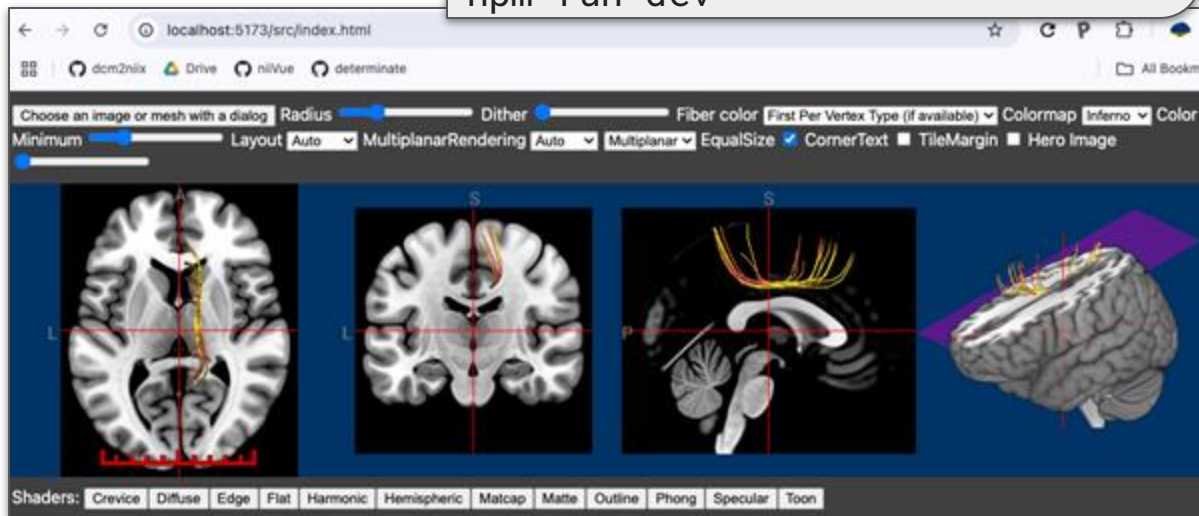 npm run dev
localhost:5173/src/index.html
dcm2niix Drive niiVue determinate All Bookm
Choose an image or mesh with a dialog Radius Dither Fiber color First Per Vertex Type (if available) Colormap Inferno Color
Minimum Layout Auto MultiplanarRendering Auto Multiplanar EqualSize CornerText TileMargin Hero Image
A S S
L L P
Shaders: Crevice Diffuse Edge Flat Harmonic Hemispheric Matcap Matte Outline Phong Specular Toon